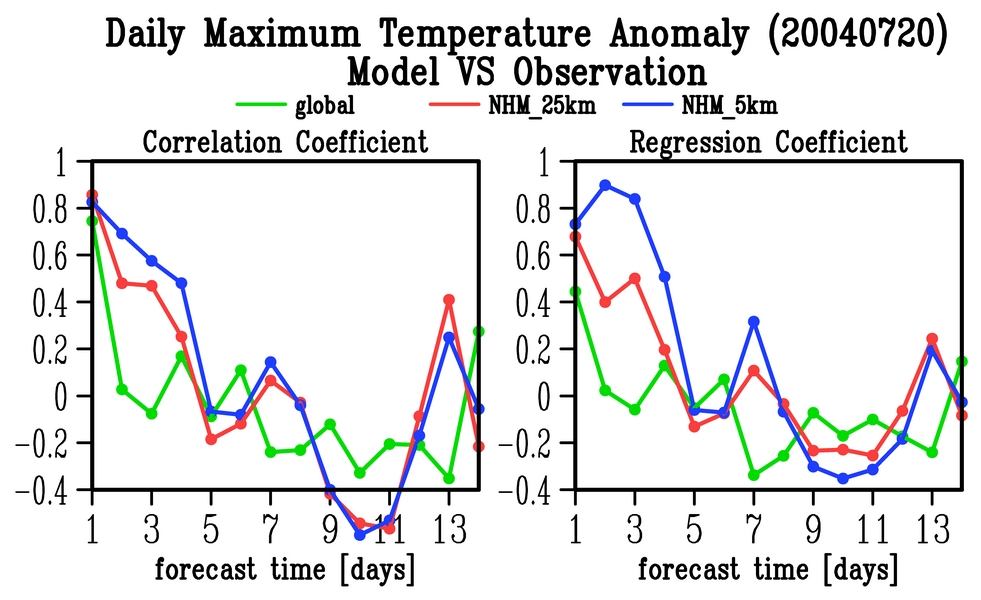 Daily Maximum Temperature Anomaly (20040720)
Model VS Observation
global NHM_25km NHM_5km
Correlation Coefficient
1
0.8
0.6
0.4
0.2
0
−0.2
−0.4
1 3 5 7 9 11 13
forecast time [days]
Regression Coefficient
1
0.8
0.6
0.4
0.2
0
−0.2
−0.4
1 3 5 7 9 11 13
forecast time [days]